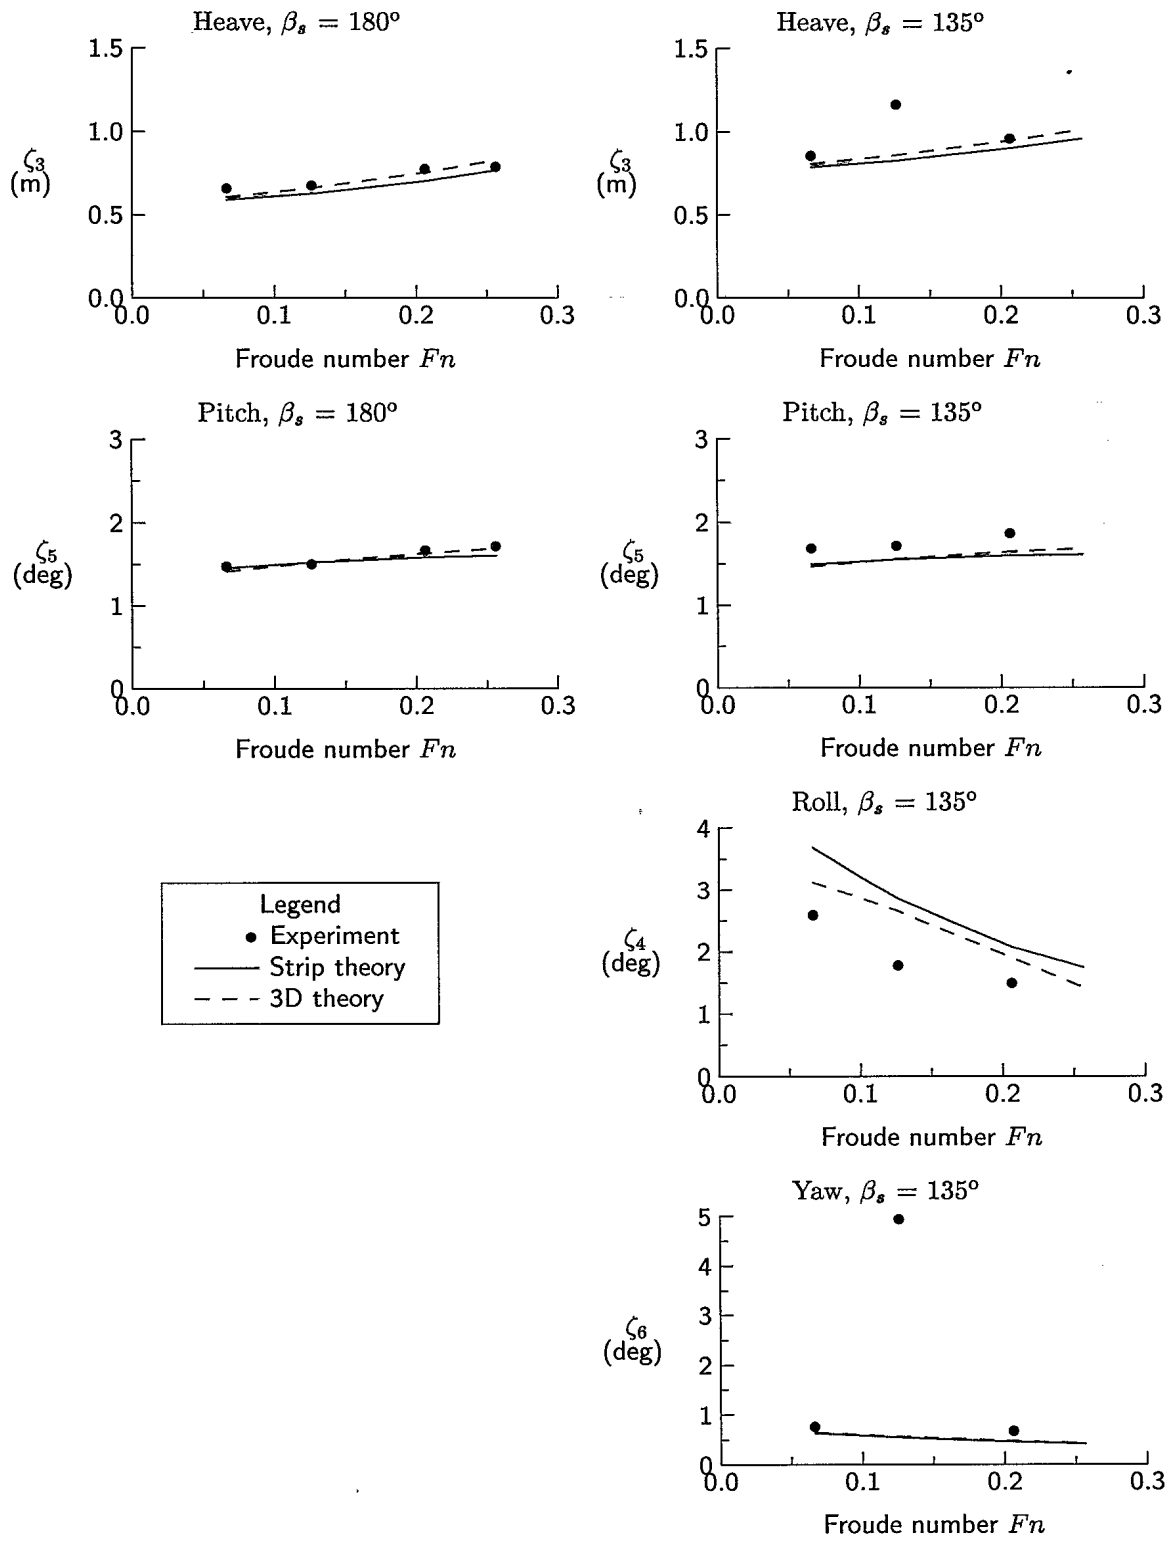 Heave, βₛ = 180°
1.5
1.0
ζ₃
(m)
0.5
0.0
0.0 0.1 0.2 0.3
Froude number Fn
Heave, βₛ = 135°
1.5
1.0
ζ₃
(m)
0.5
0.0
0.0 0.1 0.2 0.3
Froude number Fn
Pitch, βₛ = 180°
3
2
ζ₅
(deg)
1
0
0.0 0.1 0.2 0.3
Froude number Fn
Pitch, βₛ = 135°
3
2
ζ₅
(deg)
1
0
0.0 0.1 0.2 0.3
Froude number Fn
Legend
Experiment
Strip theory
3D theory
Roll, βₛ = 135°
4
3
ζ₄
(deg)
2
1
0
0.0 0.1 0.2 0.3
Froude number Fn
Yaw, βₛ = 135°
5
4
3
ζ₆
(deg)
2
1
0
0.0 0.1 0.2 0.3
Froude number Fn